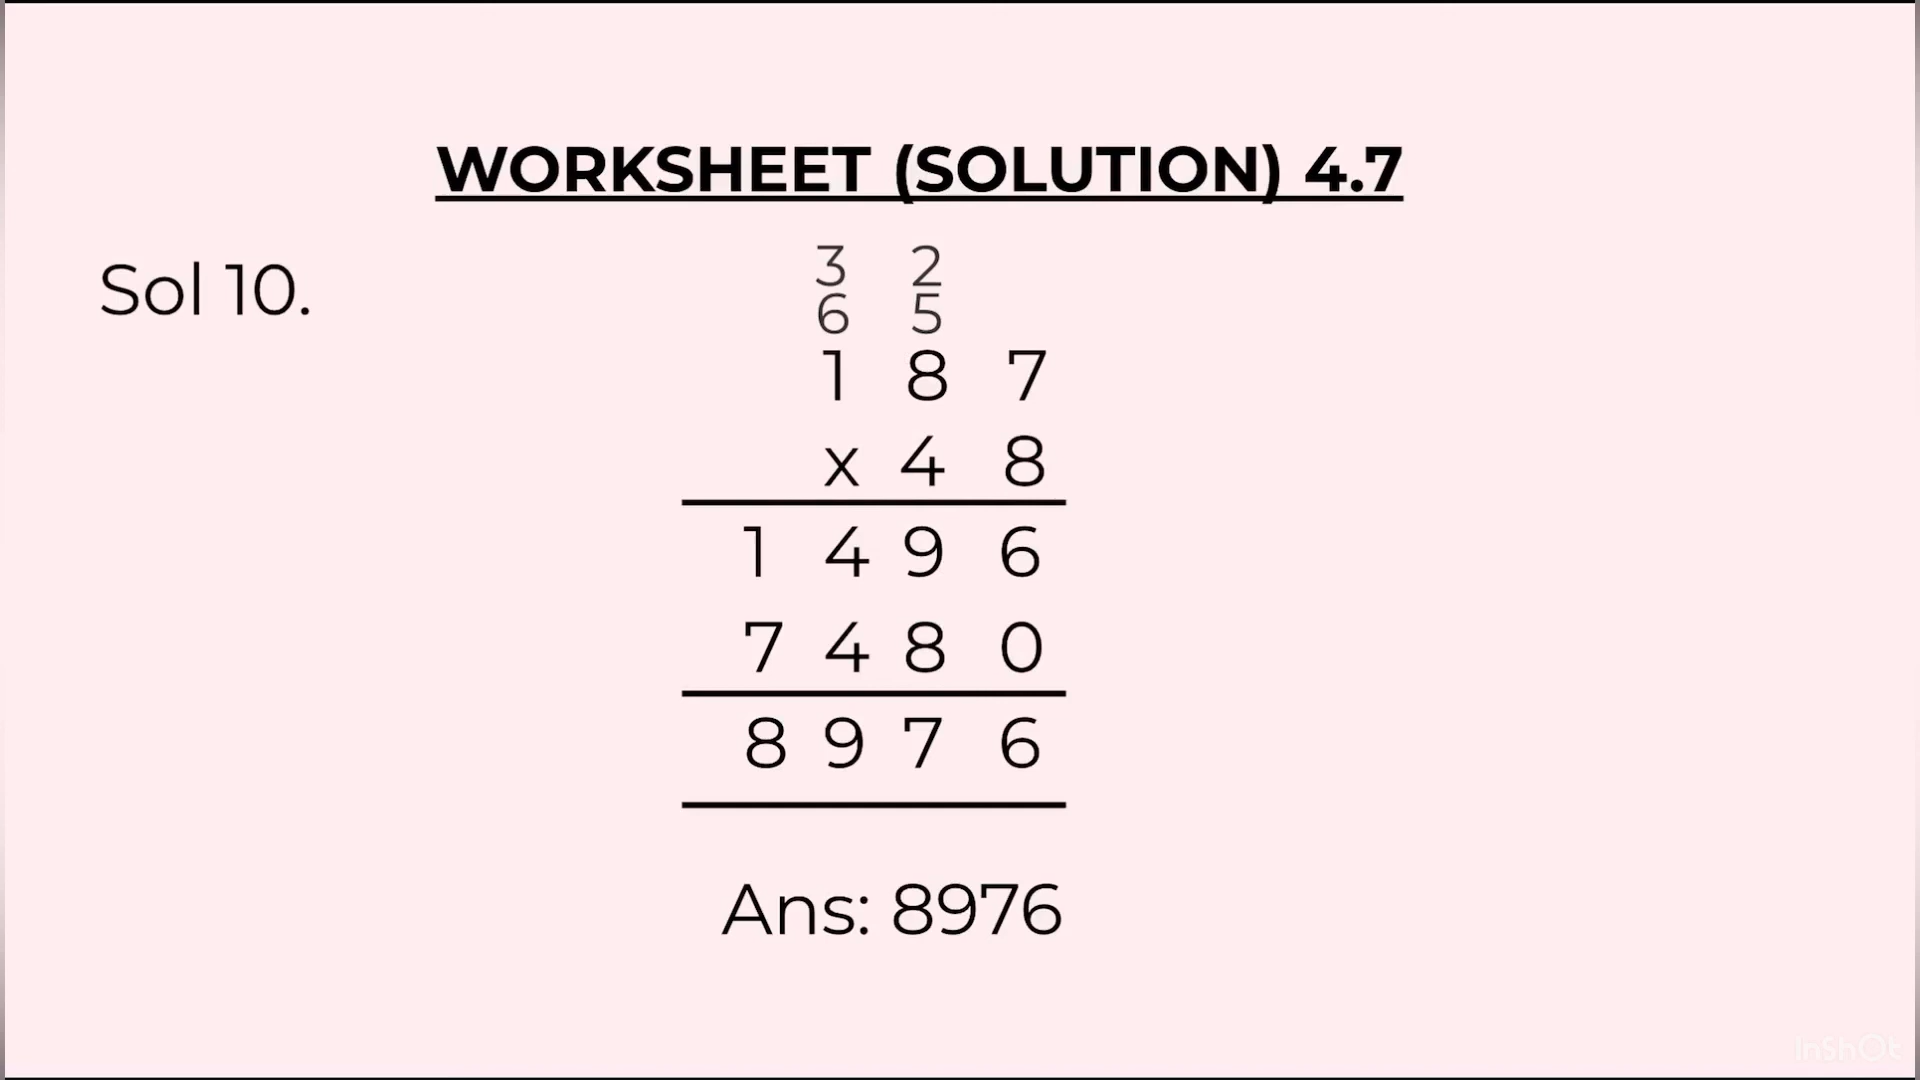 WORKSHEET (SOLUTION) 4.7
Sol 10.
3 2
6 5
1 8 7
x 4 8
1 4 9 6
7 4 8 0
8 9 7 6
Ans: 8976
InShOt